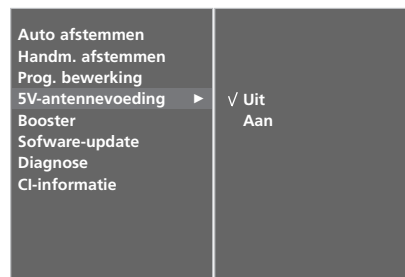 Auto afstemmen
Handm. afstemmen
Prog. bewerking
5V-antennevoeding ►
Booster
Sofware-update
Diagnose
CI-informatie
√ Uit
Aan